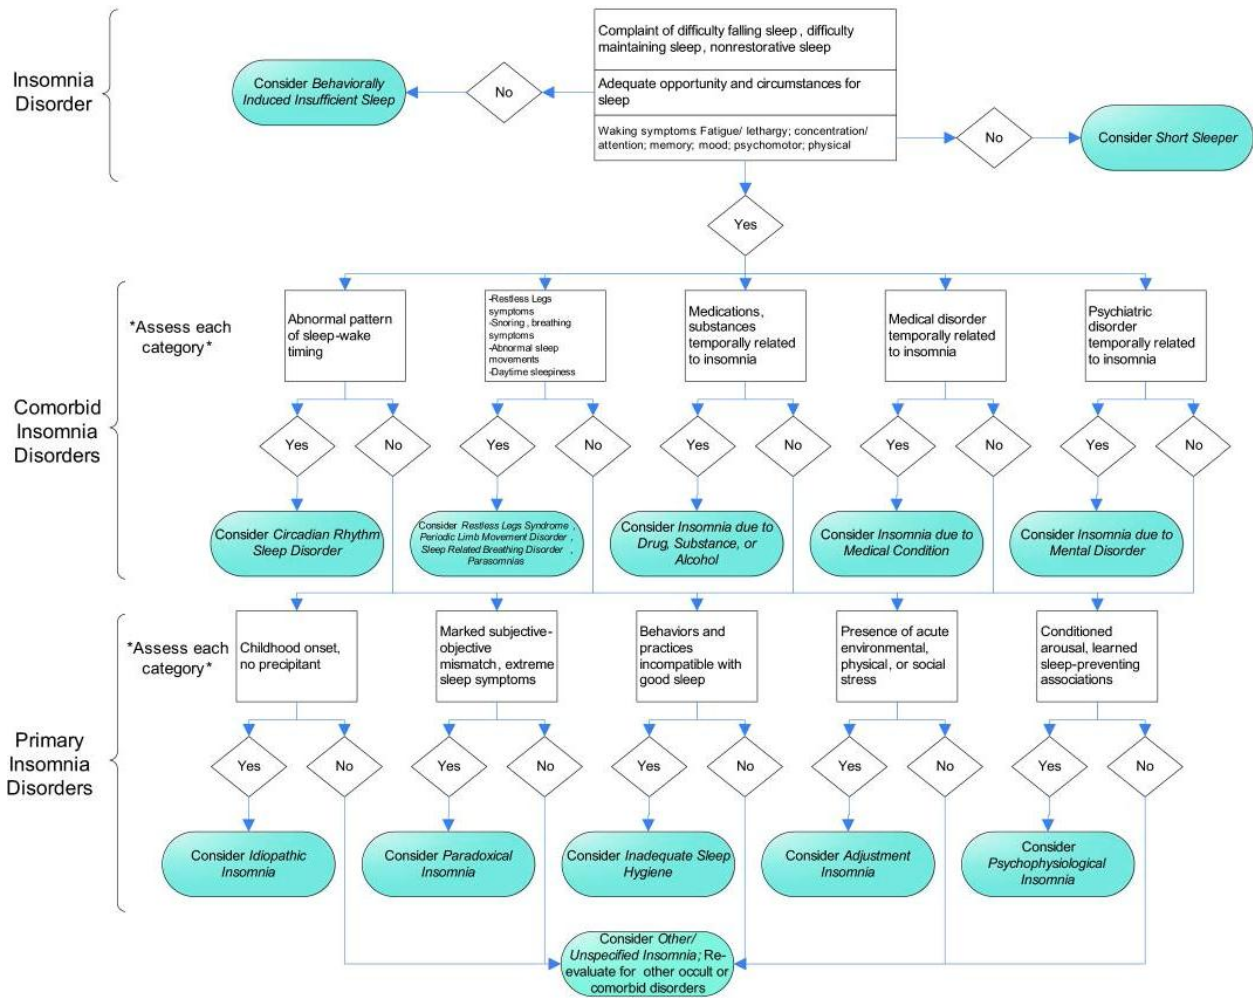 Insomnia
Disorder
Complaint of difficulty falling sleep , difficulty
maintaining sleep, nonrestorative sleep
Adequate opportunity and circumstances for
sleep
Waking symptoms: Fatigue/ lethargy; concentration/
attention; memory; mood; psychomotor; physical
No
Consider Behaviorally
Induced Insufficient Sleep
No
Consider Short Sleeper
Yes
*Assess each
category*
Comorbid
Insomnia
Disorders
Abnormal pattern
of sleep-wake
timing
-Restless Legs
symptoms
-Snoring , breathing
symptoms
-Abnormal sleep
movements
-Daytime sleepiness
Medications,
substances
temporally related
to insomnia
Medical disorder
temporally related
to insomnia
Psychiatric
disorder
temporally related
to insomnia
Yes
No
Yes
No
Yes
No
Yes
No
Yes
No
Consider Circadian Rhythm
Sleep Disorder
Consider Restless Legs Syndrome ,
Periodic Limb Movement Disorder ,
Sleep Related Breathing Disorder ,
Parasomnias
Consider Insomnia due to
Drug, Substance, or
Alcohol
Consider Insomnia due to
Medical Condition
Consider Insomnia due to
Mental Disorder
*Assess each
category*
Primary
Insomnia
Disorders
Childhood onset,
no precipitant
Marked subjective-
objective
mismatch, extreme
sleep symptoms
Behaviors and
practices
incompatible with
good sleep
Presence of acute
environmental,
physical, or social
stress
Conditioned
arousal, learned
sleep-preventing
associations
Yes
No
Yes
No
Yes
No
Yes
No
Yes
No
Consider Idiopathic
Insomnia
Consider Paradoxical
Insomnia
Consider Inadequate Sleep
Hygiene
Consider Adjustment
Insomnia
Consider
Psychophysiological
Insomnia
Consider Other/
Unspecified Insomnia; Re-
evaluate for other occult or
comorbid disorders